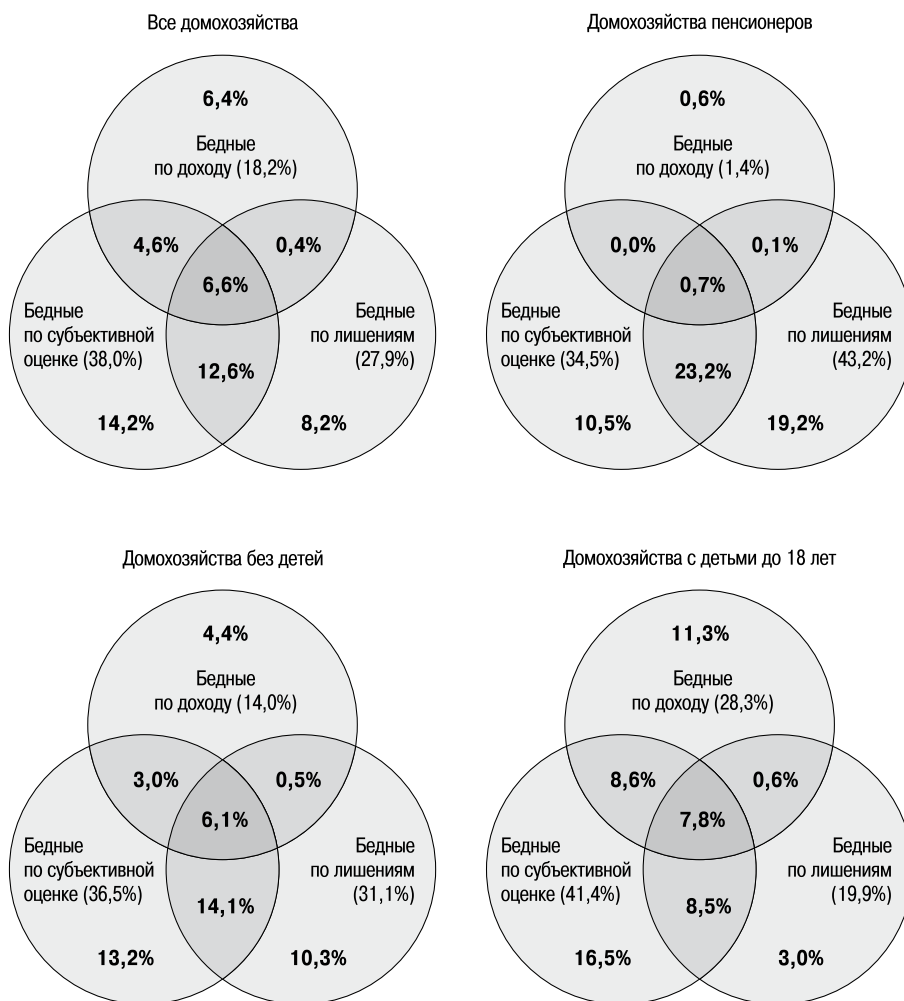 Все домохозяйства
6,4%
Бедные
по доходу (18,2%)
4,6%
0,4%
6,6%
Бедные
по субъективной
оценке (38,0%)
Бедные
по лишениям
(27,9%)
12,6%
14,2%
8,2%
Домохозяйства пенсионеров
0,6%
Бедные
по доходу (1,4%)
0,0%
0,1%
0,7%
Бедные
по субъективной
оценке (34,5%)
Бедные
по лишениям
(43,2%)
23,2%
10,5%
19,2%
Домохозяйства без детей
4,4%
Бедные
по доходу (14,0%)
3,0%
0,5%
6,1%
Бедные
по субъективной
оценке (36,5%)
Бедные
по лишениям
(31,1%)
14,1%
13,2%
10,3%
Домохозяйства с детьми до 18 лет
11,3%
Бедные
по доходу (28,3%)
8,6%
0,6%
7,8%
Бедные
по субъективной
оценке (41,4%)
Бедные
по лишениям
(19,9%)
8,5%
16,5%
3,0%